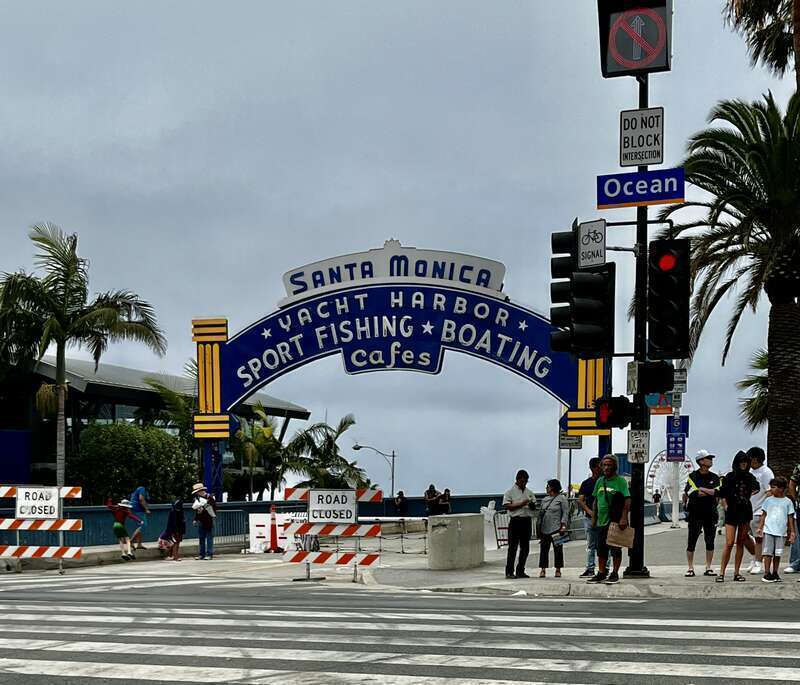 DO NOT
BLOCK
INTERSECTION
Ocean
SIGNAL
SANTA MONICA
YACHT HARBOR
SPORT FISHING ★ BOATING
cafes
ROAD
CLOSED
ROAD
CLOSED